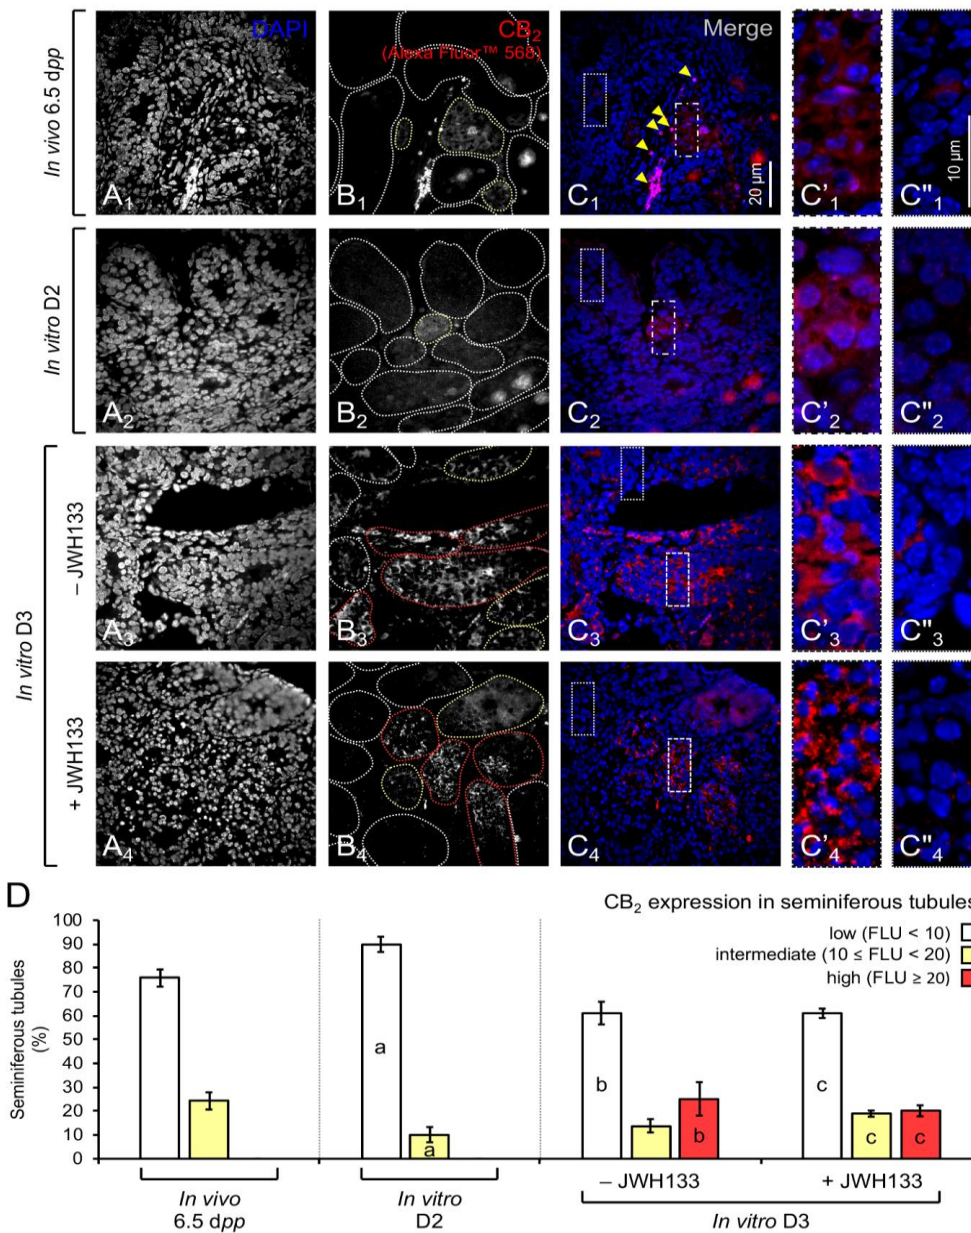 DAPI
CB₂
(Alexa Fluor™ 568)
Merge
In vivo 6.5 dpp
A₁
B₁
C₁
20 µm
C'₁
C"₁
10 µm
In vitro D2
A₂
B₂
C₂
C'₂
C"₂
In vitro D3
– JWH133
A₃
B₃
C₃
C'₃
C"₃
+ JWH133
A₄
B₄
C₄
C'₄
C"₄
D
CB₂ expression in seminiferous tubules
low (FLU < 10)
intermediate (10 ≤ FLU < 20)
high (FLU ≥ 20)
Seminiferous tubules
(%)
100
90
80
70
60
50
40
30
20
10
0
a
a
b
b
c
c
c
– JWH133
+ JWH133
In vivo
6.5 dpp
In vitro
D2
In vitro D3